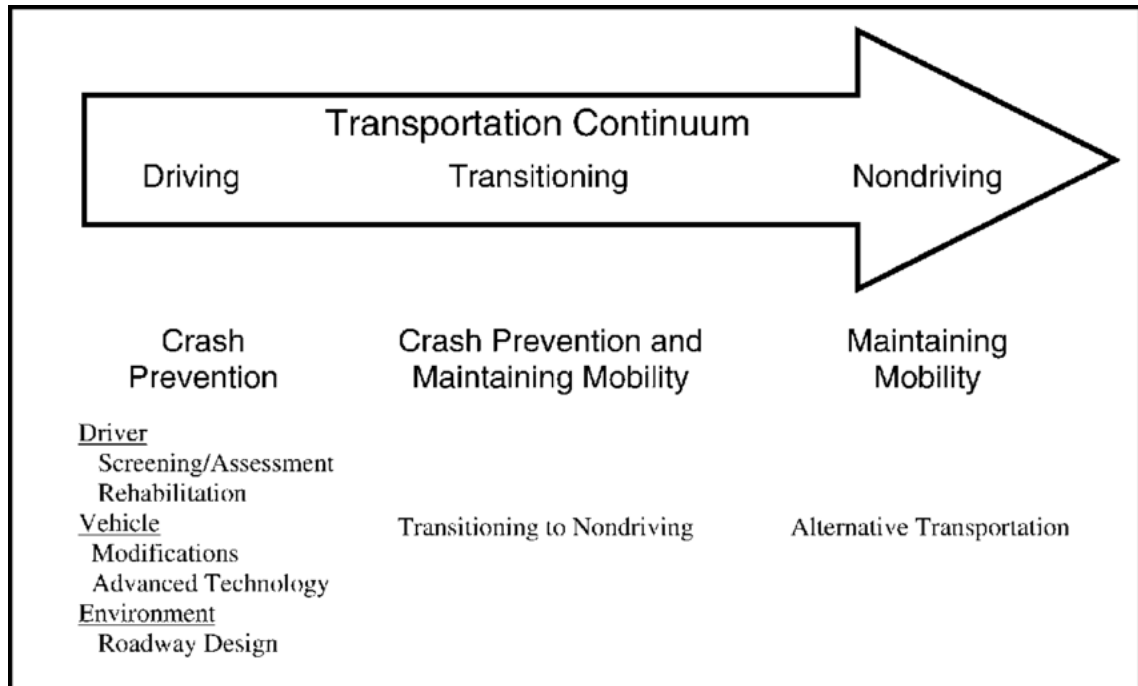 Transportation Continuum
Driving Transitioning Nondriving
Crash
Prevention
Crash Prevention and
Maintaining Mobility
Maintaining
Mobility
Driver
Screening/Assessment
Rehabilitation
Vehicle
Modifications
Advanced Technology
Environment
Roadway Design
Transitioning to Nondriving
Alternative Transportation